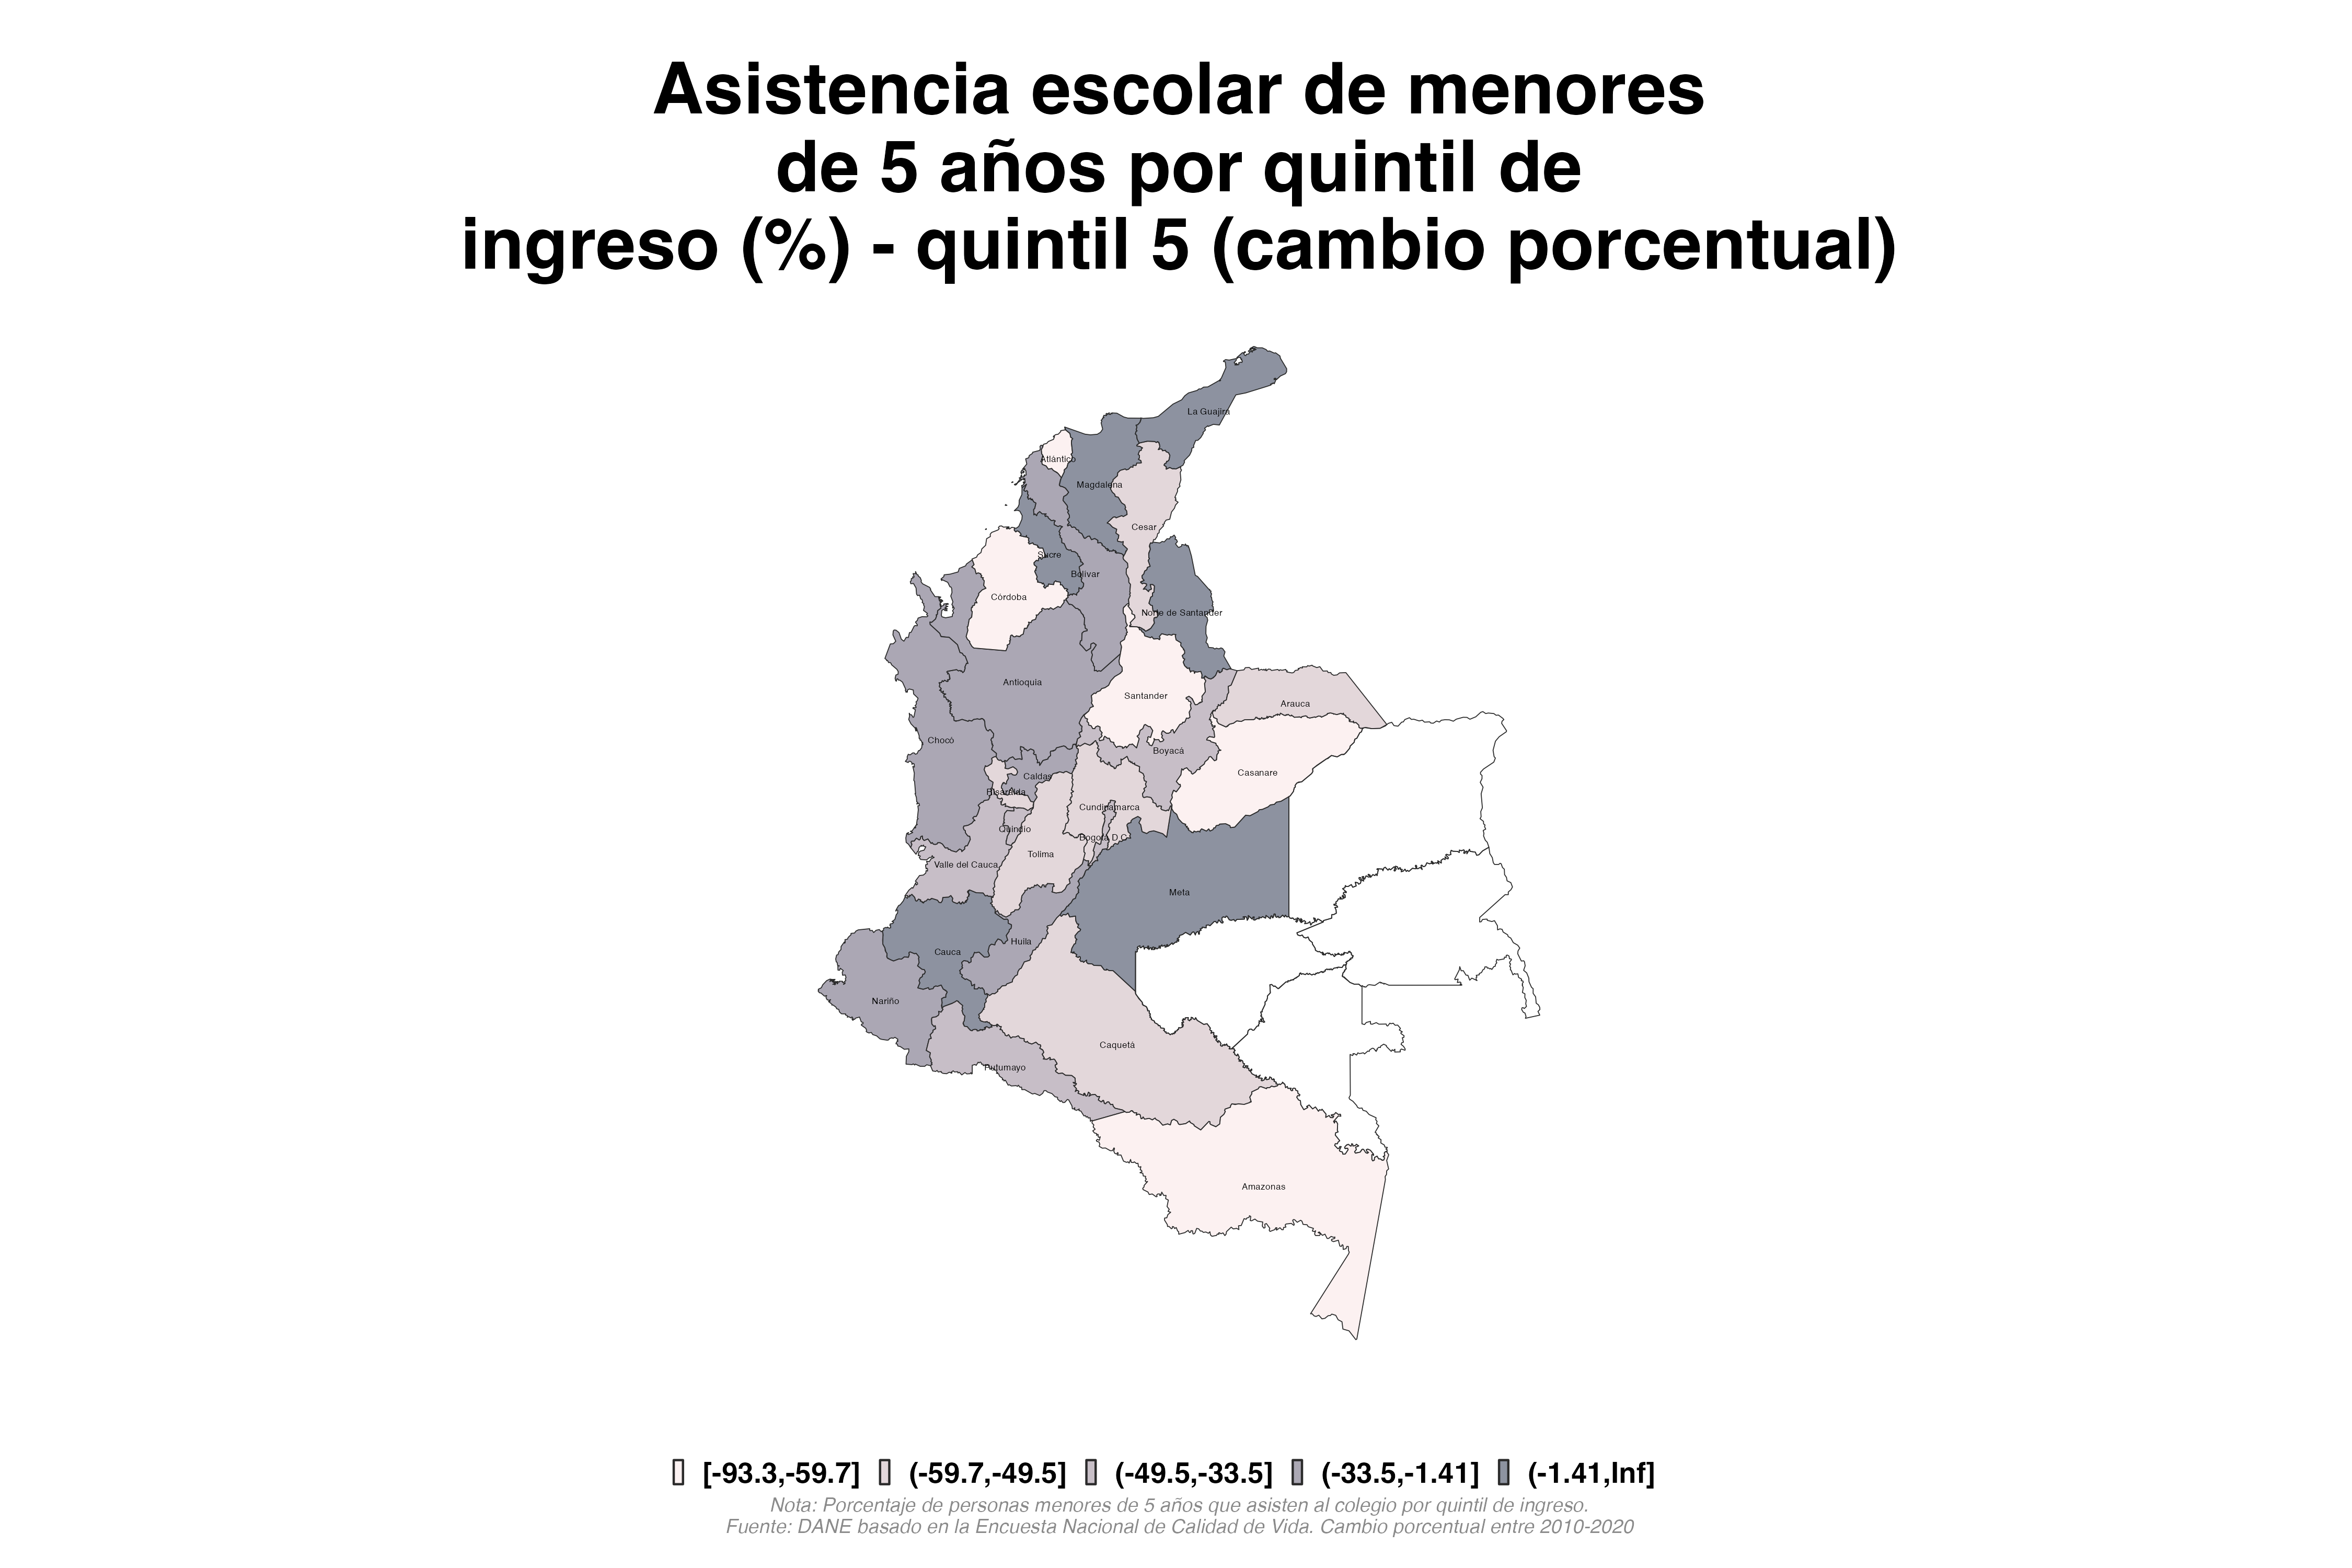 Asistencia escolar de menores
de 5 años por quintil de
ingreso (%) - quintil 5 (cambio porcentual)
La Guajira
Atlántico
Magdalena
Cesar
Sucre
Bolívar
Córdoba
Norte de Santander
Antioquia
Santander
Arauca
Chocó
Boyacá
Casanare
Caldas
Risaralda
Cundinamarca
Quindío
Bogotá D.C.
Tolima
Valle del Cauca
Meta
Huila
Cauca
Nariño
Caquetá
Putumayo
Amazonas
[-93.3,-59.7] (-59.7,-49.5] (-49.5,-33.5] (-33.5,-1.41] (-1.41,Inf]
Nota: Porcentaje de personas menores de 5 años que asisten al colegio por quintil de ingreso.
Fuente: DANE basado en la Encuesta Nacional de Calidad de Vida. Cambio porcentual entre 2010-2020